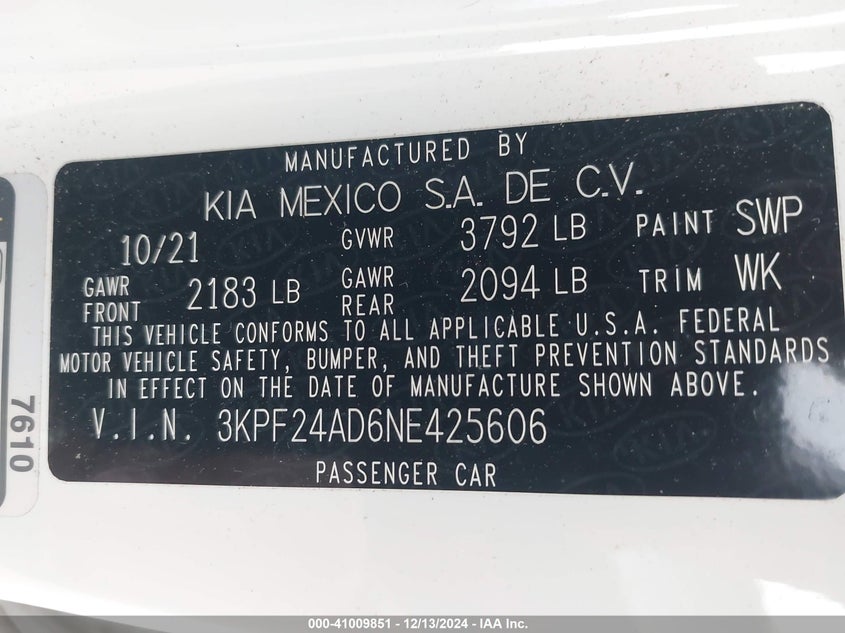 MANUFACTURED BY
KIA MEXICO S.A. DE C.V.
10/21 GVWR 3792 LB PAINT SWP
GAWR FRONT 2183 LB GAWR REAR 2094 LB TRIM WK
THIS VEHICLE CONFORMS TO ALL APPLICABLE U.S.A. FEDERAL
MOTOR VEHICLE SAFETY, BUMPER, AND THEFT PREVENTION STANDARDS
IN EFFECT ON THE DATE OF MANUFACTURE SHOWN ABOVE.
V.I.N. 3KPF24AD6NE425606
PASSENGER CAR
7610
000-41009851 - 12/13/2024 - IAA Inc.